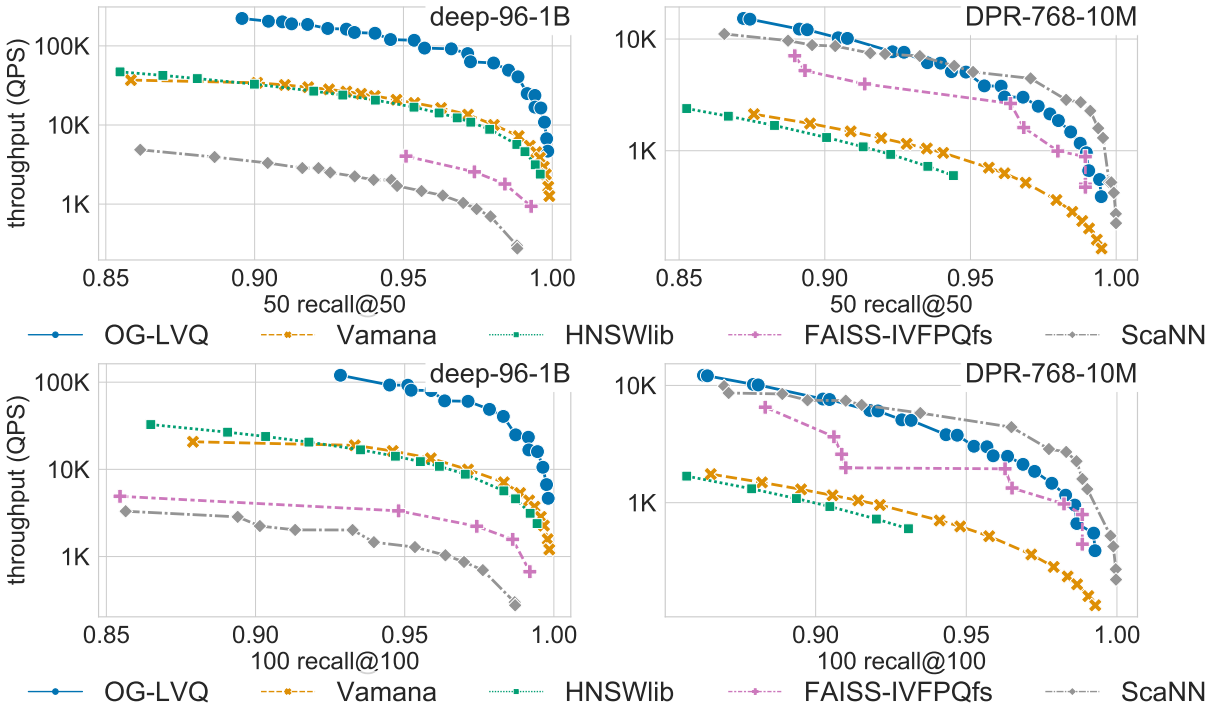 deep-96-1B
DPR-768-10M
throughput (QPS)
100K
10K
1K
10K
1K
0.85
0.90
0.95
1.00
0.85
0.90
0.95
1.00
50 recall@50
50 recall@50
OG-LVQ
Vamana
HNSWlib
FAISS-IVFPQfs
ScaNN
deep-96-1B
DPR-768-10M
throughput (QPS)
100K
10K
1K
10K
1K
0.85
0.90
0.95
1.00
0.90
0.95
1.00
100 recall@100
100 recall@100
OG-LVQ
Vamana
HNSWlib
FAISS-IVFPQfs
ScaNN